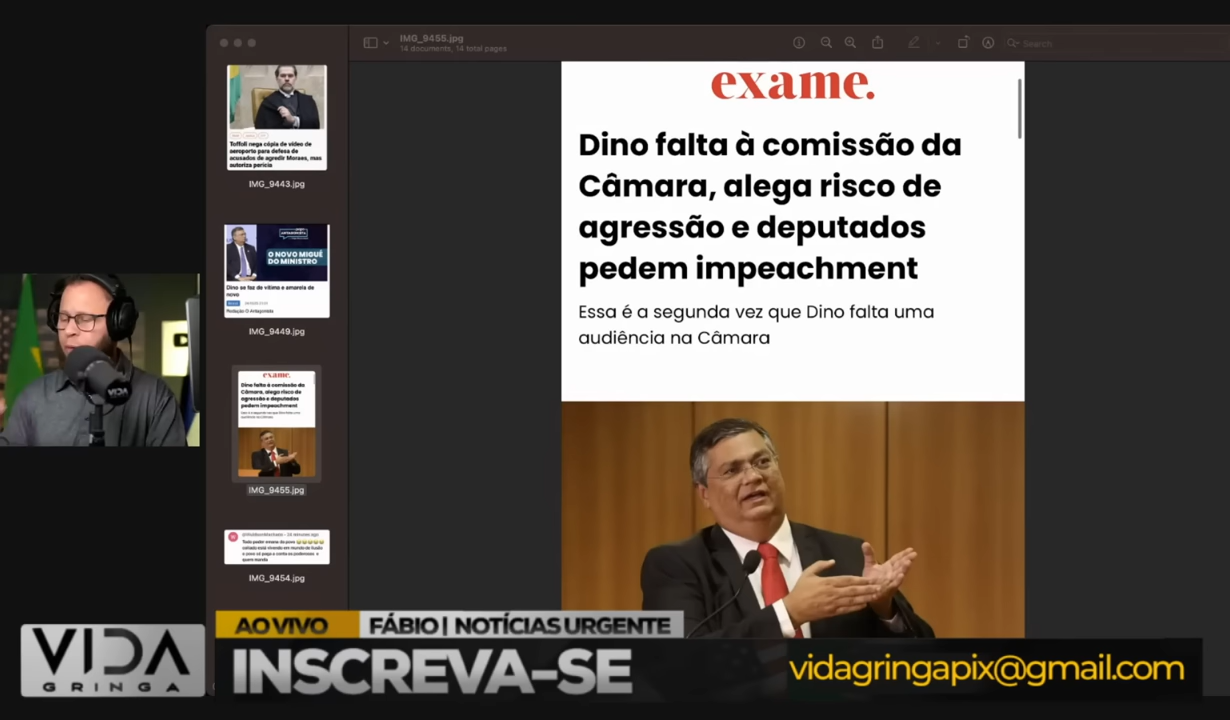 IMG_9455.jpg
14 documents, 14 total pages
Search
Toffoli nega cópia de vídeo de
aeroporto para defesa de
acusados de agredir Moraes, mas
autoriza perícia
IMG_9443.jpg
O NOVO MIGUÉ
DO MINISTRO
Dino se faz de vítima e amarela de
novo
Redação O Antagonista
IMG_9449.jpg
exame.
Dino falta à comissão da
Câmara, alega risco de
agressão e deputados
pedem impeachment
IMG_9455.jpg
IMG_9454.jpg
exame.
Dino falta à comissão da
Câmara, alega risco de
agressão e deputados
pedem impeachment
Essa é a segunda vez que Dino falta uma
audiência na Câmara
VIDA
GRINGA
AO VIVO
FÁBIO | NOTÍCIAS URGENTE
INSCREVA-SE
vidagringapix@gmail.com